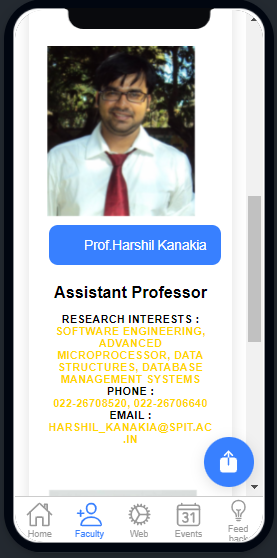 Prof.Harshil Kanakia
Assistant Professor
RESEARCH INTERESTS :
SOFTWARE ENGINEERING,
ADVANCED
MICROPROCESSOR, DATA
STRUCTURES, DATABASE
MANAGEMENT SYSTEMS
PHONE :
022-26708520, 022-26706640
EMAIL :
HARSHIL_KANAKIA@SPIT.AC
.IN
31
Home
Faculty
Web
Events
Feed
back